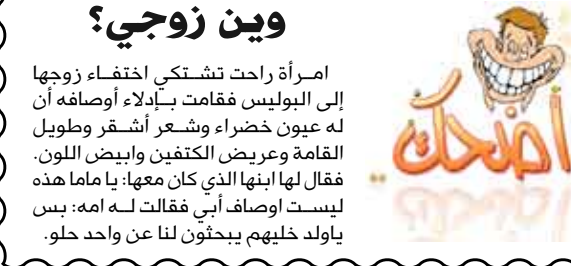 وين زوجي؟
امـرأة راحت تشـتكي اختفـاء زوجها
إلى البوليس فقامت بـإدلاء أوصافه أن
له عيون خضراء وشـعر أشـقر وطويل
القامة وعريض الكتفين وابيض اللون.
فقال لها ابنها الذي كان معها: يا ماما هذه
ليسـت اوصاف أبي فقالت لـه امه: بس
ياولد خليهم يبحثون لنا عن واحد حلو.
أضحك ..